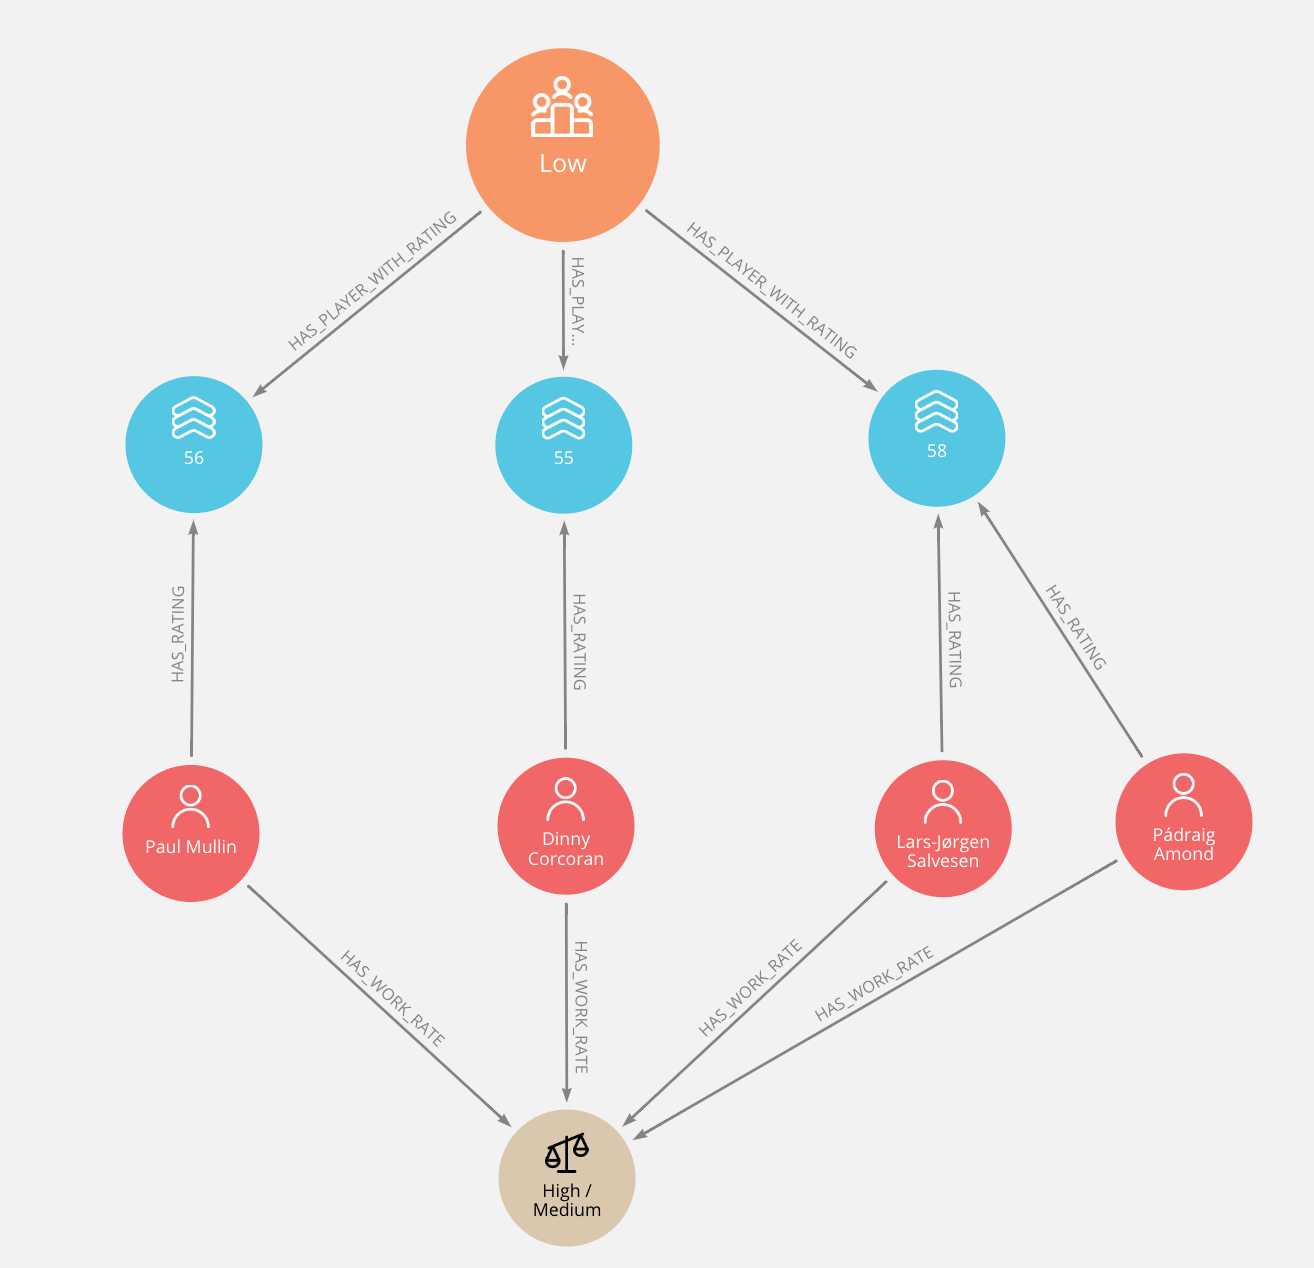 Low
HAS_PLAYER_WITH_RATING
HAS_PLAY...
HAS_PLAYER_WITH_RATING
56
55
58
HAS_RATING
HAS_RATING
HAS_RATING
HAS_RATING
Paul Mullin
Dinny
Corcoran
Lars-Jørgen
Salvesen
Pádraig
Amond
HAS_WORK_RATE
HAS_WORK_RATE
HAS_WORK_RATE
HAS_WORK_RATE
High /
Medium